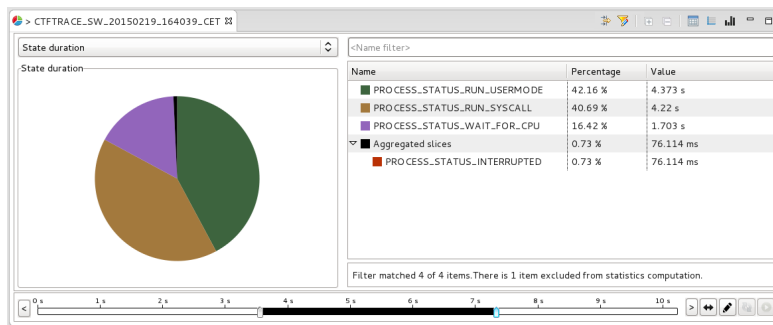 > CTFTRACE_SW_20150219_164039_CET
State duration
<Name filter>
State duration
Name Percentage Value
PROCESS_STATUS_RUN_USERMODE 42.16 % 4.373 s
PROCESS_STATUS_RUN_SYSCALL 40.69 % 4.22 s
PROCESS_STATUS_WAIT_FOR_CPU 16.42 % 1.703 s
Aggregated slices 0.73 % 76.114 ms
PROCESS_STATUS_INTERRUPTED 0.73 % 76.114 ms
Filter matched 4 of 4 items.There is 1 item excluded from statistics computation.
< 0 s 1 s 2 s 3 s 4 s 5 s 6 s 7 s 8 s 9 s 10 s >